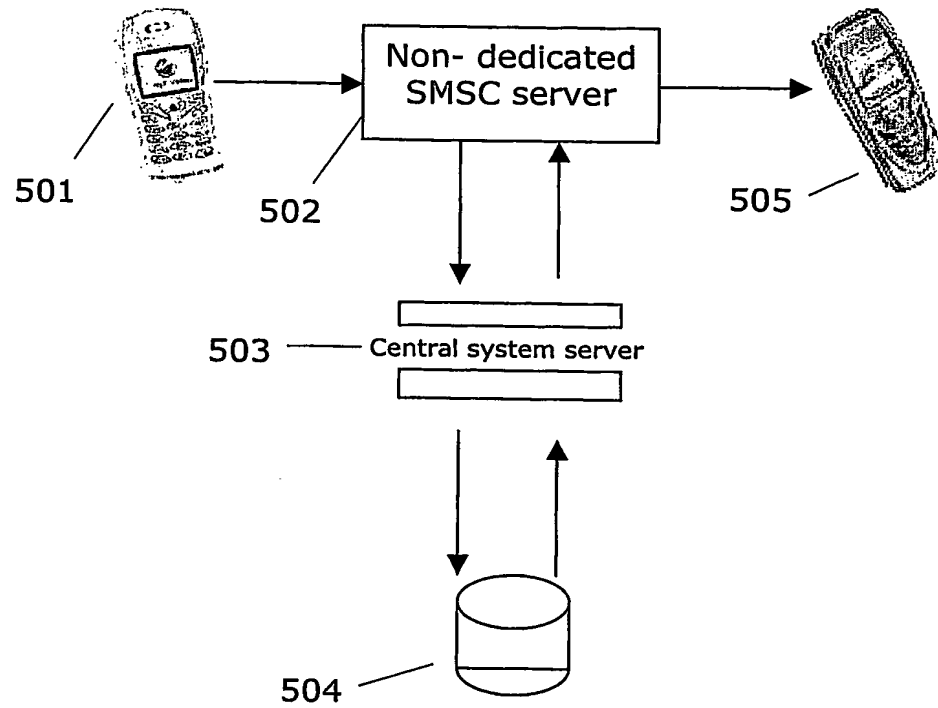 Non- dedicated
SMSC server
501
502
505
503
Central system server
504